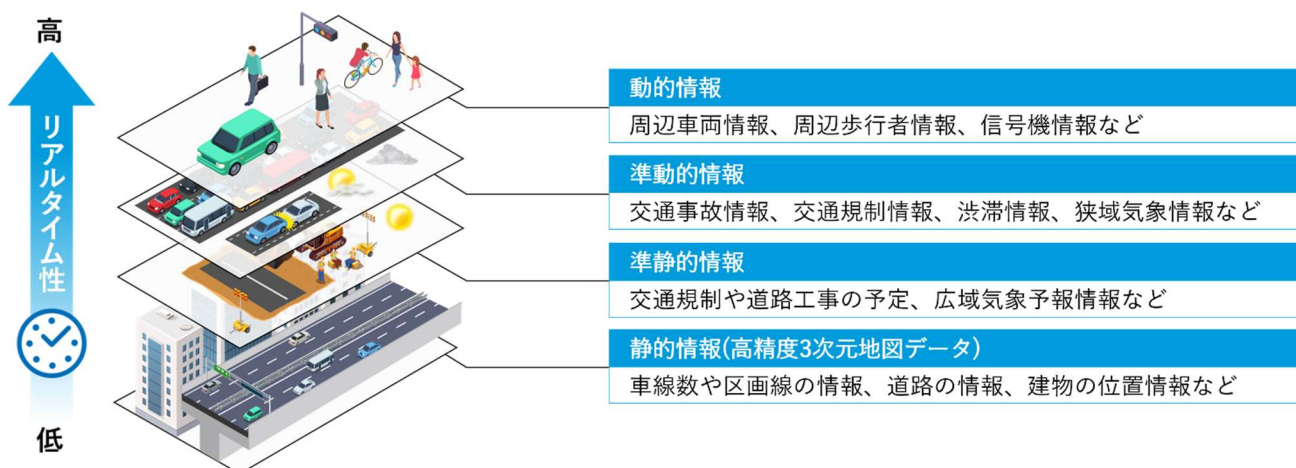 高
リアルタイム性
低
動的情報
周辺車両情報、周辺歩行者情報、信号機情報など
準動的情報
交通事故情報、交通規制情報、渋滞情報、狭域気象情報など
準静的情報
交通規制や道路工事の予定、広域気象予報情報など
静的情報(高精度3次元地図データ)
車線数や区画線の情報、道路の情報、建物の位置情報など